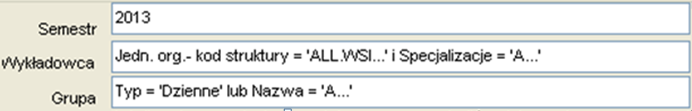 Semestr 2013
Wykładowca Jedn. org.- kod struktury = 'ALL.WSI...' i Specjalizacje = 'A...'
Grupa Typ = 'Dzienne' lub Nazwa = 'A...'